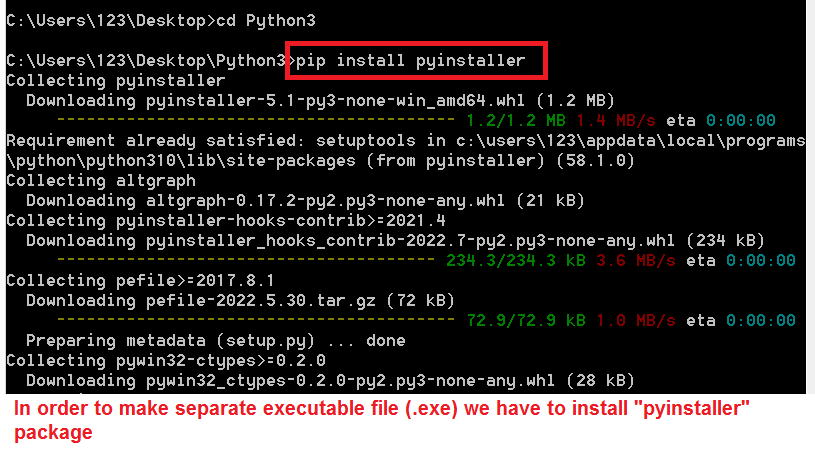 C:\Users\123\Desktop>cd Python3
C:\Users\123\Desktop\Python3>pip install pyinstaller
Collecting pyinstaller
  Downloading pyinstaller-5.1-py3-none-win_amd64.whl (1.2 MB)
     ---------------------------------------- 1.2/1.2 MB 1.4 MB/s eta 0:00:00
Requirement already satisfied: setuptools in c:\users\123\appdata\local\programs
\python\python310\lib\site-packages (from pyinstaller) (58.1.0)
Collecting altgraph
  Downloading altgraph-0.17.2-py2.py3-none-any.whl (21 kB)
Collecting pyinstaller-hooks-contrib>=2021.4
  Downloading pyinstaller_hooks_contrib-2022.7-py2.py3-none-any.whl (234 kB)
     -------------------------------------- 234.3/234.3 kB 3.6 MB/s eta 0:00:00
Collecting pefile>=2017.8.1
  Downloading pefile-2022.5.30.tar.gz (72 kB)
     ---------------------------------------- 72.9/72.9 kB 1.0 MB/s eta 0:00:00
  Preparing metadata (setup.py) ... done
Collecting pywin32-ctypes>=0.2.0
  Downloading pywin32_ctypes-0.2.0-py2.py3-none-any.whl (28 kB)
In order to make separate executable file (.exe) we have to install "pyinstaller"
package